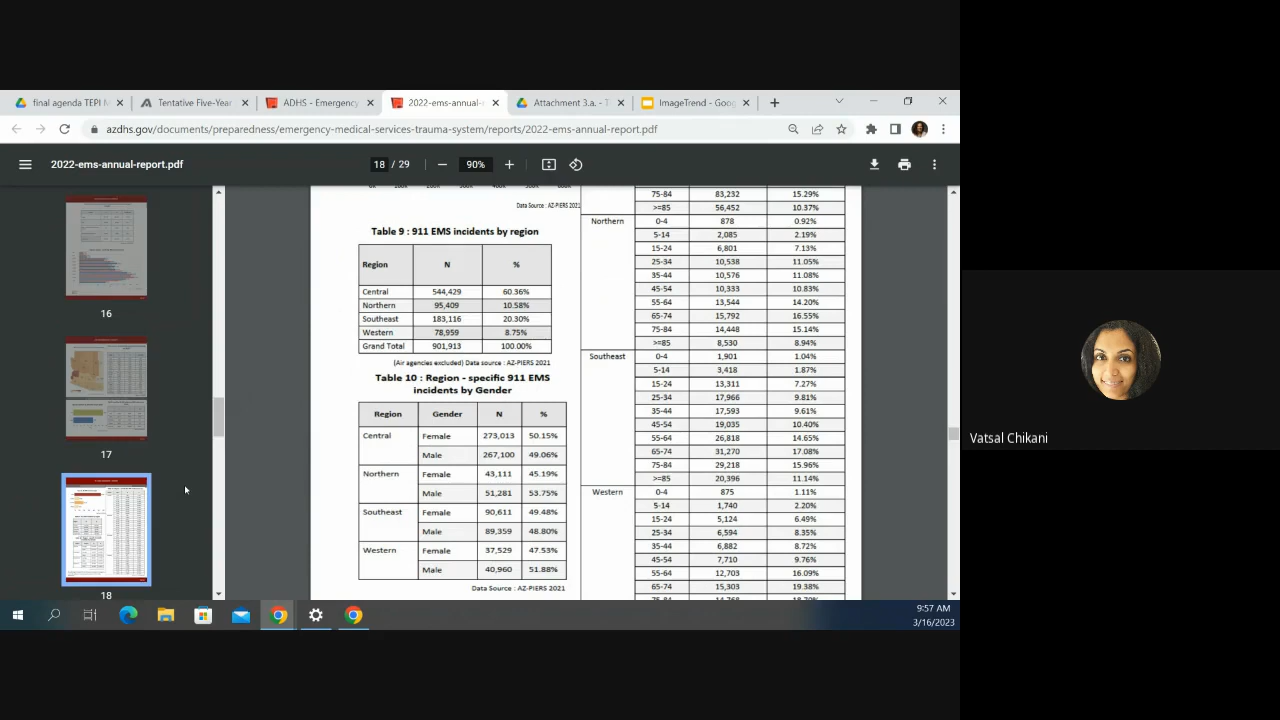 final agenda TEPI M
Tentative Five-Year
ADHS - Emergency
2022-ems-annual-r
Attachment 3.a. - T
ImageTrend - Goog
azdhs.gov/documents/preparedness/emergency-medical-services-trauma-system/reports/2022-ems-annual-report.pdf
2022-ems-annual-report.pdf
18 / 29
90%
16
17
18
Data Source : AZ-PIERS 2021
Table 9 : 911 EMS incidents by region
Region N %
Central 544,429 60.36%
Northern 95,409 10.58%
Southeast 183,116 20.30%
Western 78,959 8.75%
Grand Total 901,913 100.00%
(Air agencies excluded) Data source : AZ-PIERS 2021
Table 10 : Region - specific 911 EMS
incidents by Gender
Region Gender N %
Central Female 273,013 50.15%
Male 267,100 49.06%
Northern Female 43,111 45.19%
Male 51,281 53.75%
Southeast Female 90,611 49.48%
Male 89,359 48.80%
Western Female 37,529 47.53%
Male 40,960 51.88%
Data Source : AZ-PIERS 2021
75-84 83,232 15.29%
>=85 56,452 10.37%
Northern 0-4 878 0.92%
5-14 2,085 2.19%
15-24 6,801 7.13%
25-34 10,538 11.05%
35-44 10,576 11.08%
45-54 10,333 10.83%
55-64 13,544 14.20%
65-74 15,792 16.55%
75-84 14,448 15.14%
>=85 8,530 8.94%
Southeast 0-4 1,901 1.04%
5-14 3,418 1.87%
15-24 13,311 7.27%
25-34 17,966 9.81%
35-44 17,593 9.61%
45-54 19,035 10.40%
55-64 26,818 14.65%
65-74 31,270 17.08%
75-84 29,218 15.96%
>=85 20,396 11.14%
Western 0-4 875 1.11%
5-14 1,740 2.20%
15-24 5,124 6.49%
25-34 6,594 8.35%
35-44 6,882 8.72%
45-54 7,710 9.76%
55-64 12,703 16.09%
65-74 15,303 19.38%
9:57 AM
3/16/2023
Vatsal Chikani